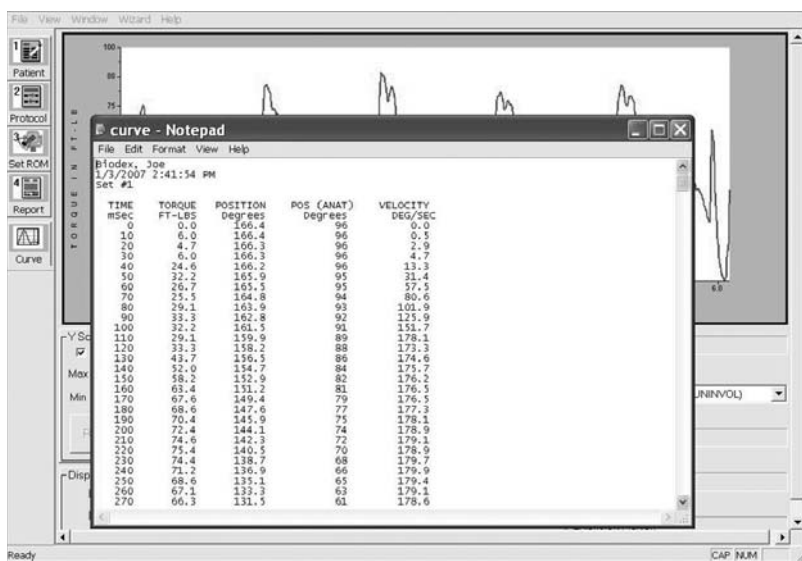 File View Window Wizard Help
1
Patient
2
Protocol
3
Set ROM
4
Report
Curve
100
75
TORQUE IN FT-LB
6.0
curve - Notepad
File Edit Format View Help
Biodex, Joe
1/3/2007 2:41:54 PM
Set #1
TIME TORQUE POSITION POS (ANAT) VELOCITY
mSec FT-LBS Degrees Degrees DEG/SEC
0 0.0 166.4 96 0.0
10 6.0 166.4 96 0.5
20 4.7 166.3 96 2.9
30 6.0 166.3 96 4.7
40 24.6 166.2 96 13.3
50 32.2 165.9 95 31.4
60 26.7 165.5 95 57.5
70 25.5 164.8 94 80.6
80 29.1 163.9 93 101.9
90 33.3 162.8 92 125.9
100 32.2 161.5 91 151.7
110 29.1 159.9 89 178.1
120 33.3 158.2 88 173.3
130 43.7 156.5 86 174.6
140 52.0 154.7 84 175.7
150 58.2 152.9 82 176.2
160 63.4 151.2 81 176.5
170 67.6 149.4 79 176.5
180 68.6 147.6 77 177.3
190 70.4 145.9 75 178.1
200 72.4 144.1 74 178.9
210 74.6 142.3 72 179.1
220 75.4 140.5 70 178.9
230 74.4 138.7 68 179.7
240 71.2 136.9 66 179.9
250 68.6 135.1 65 179.4
260 67.1 133.3 63 179.1
270 66.3 131.5 61 178.6
Y Sc
Max
Min
UNINVOL)
Disp
Ready
CAP NUM